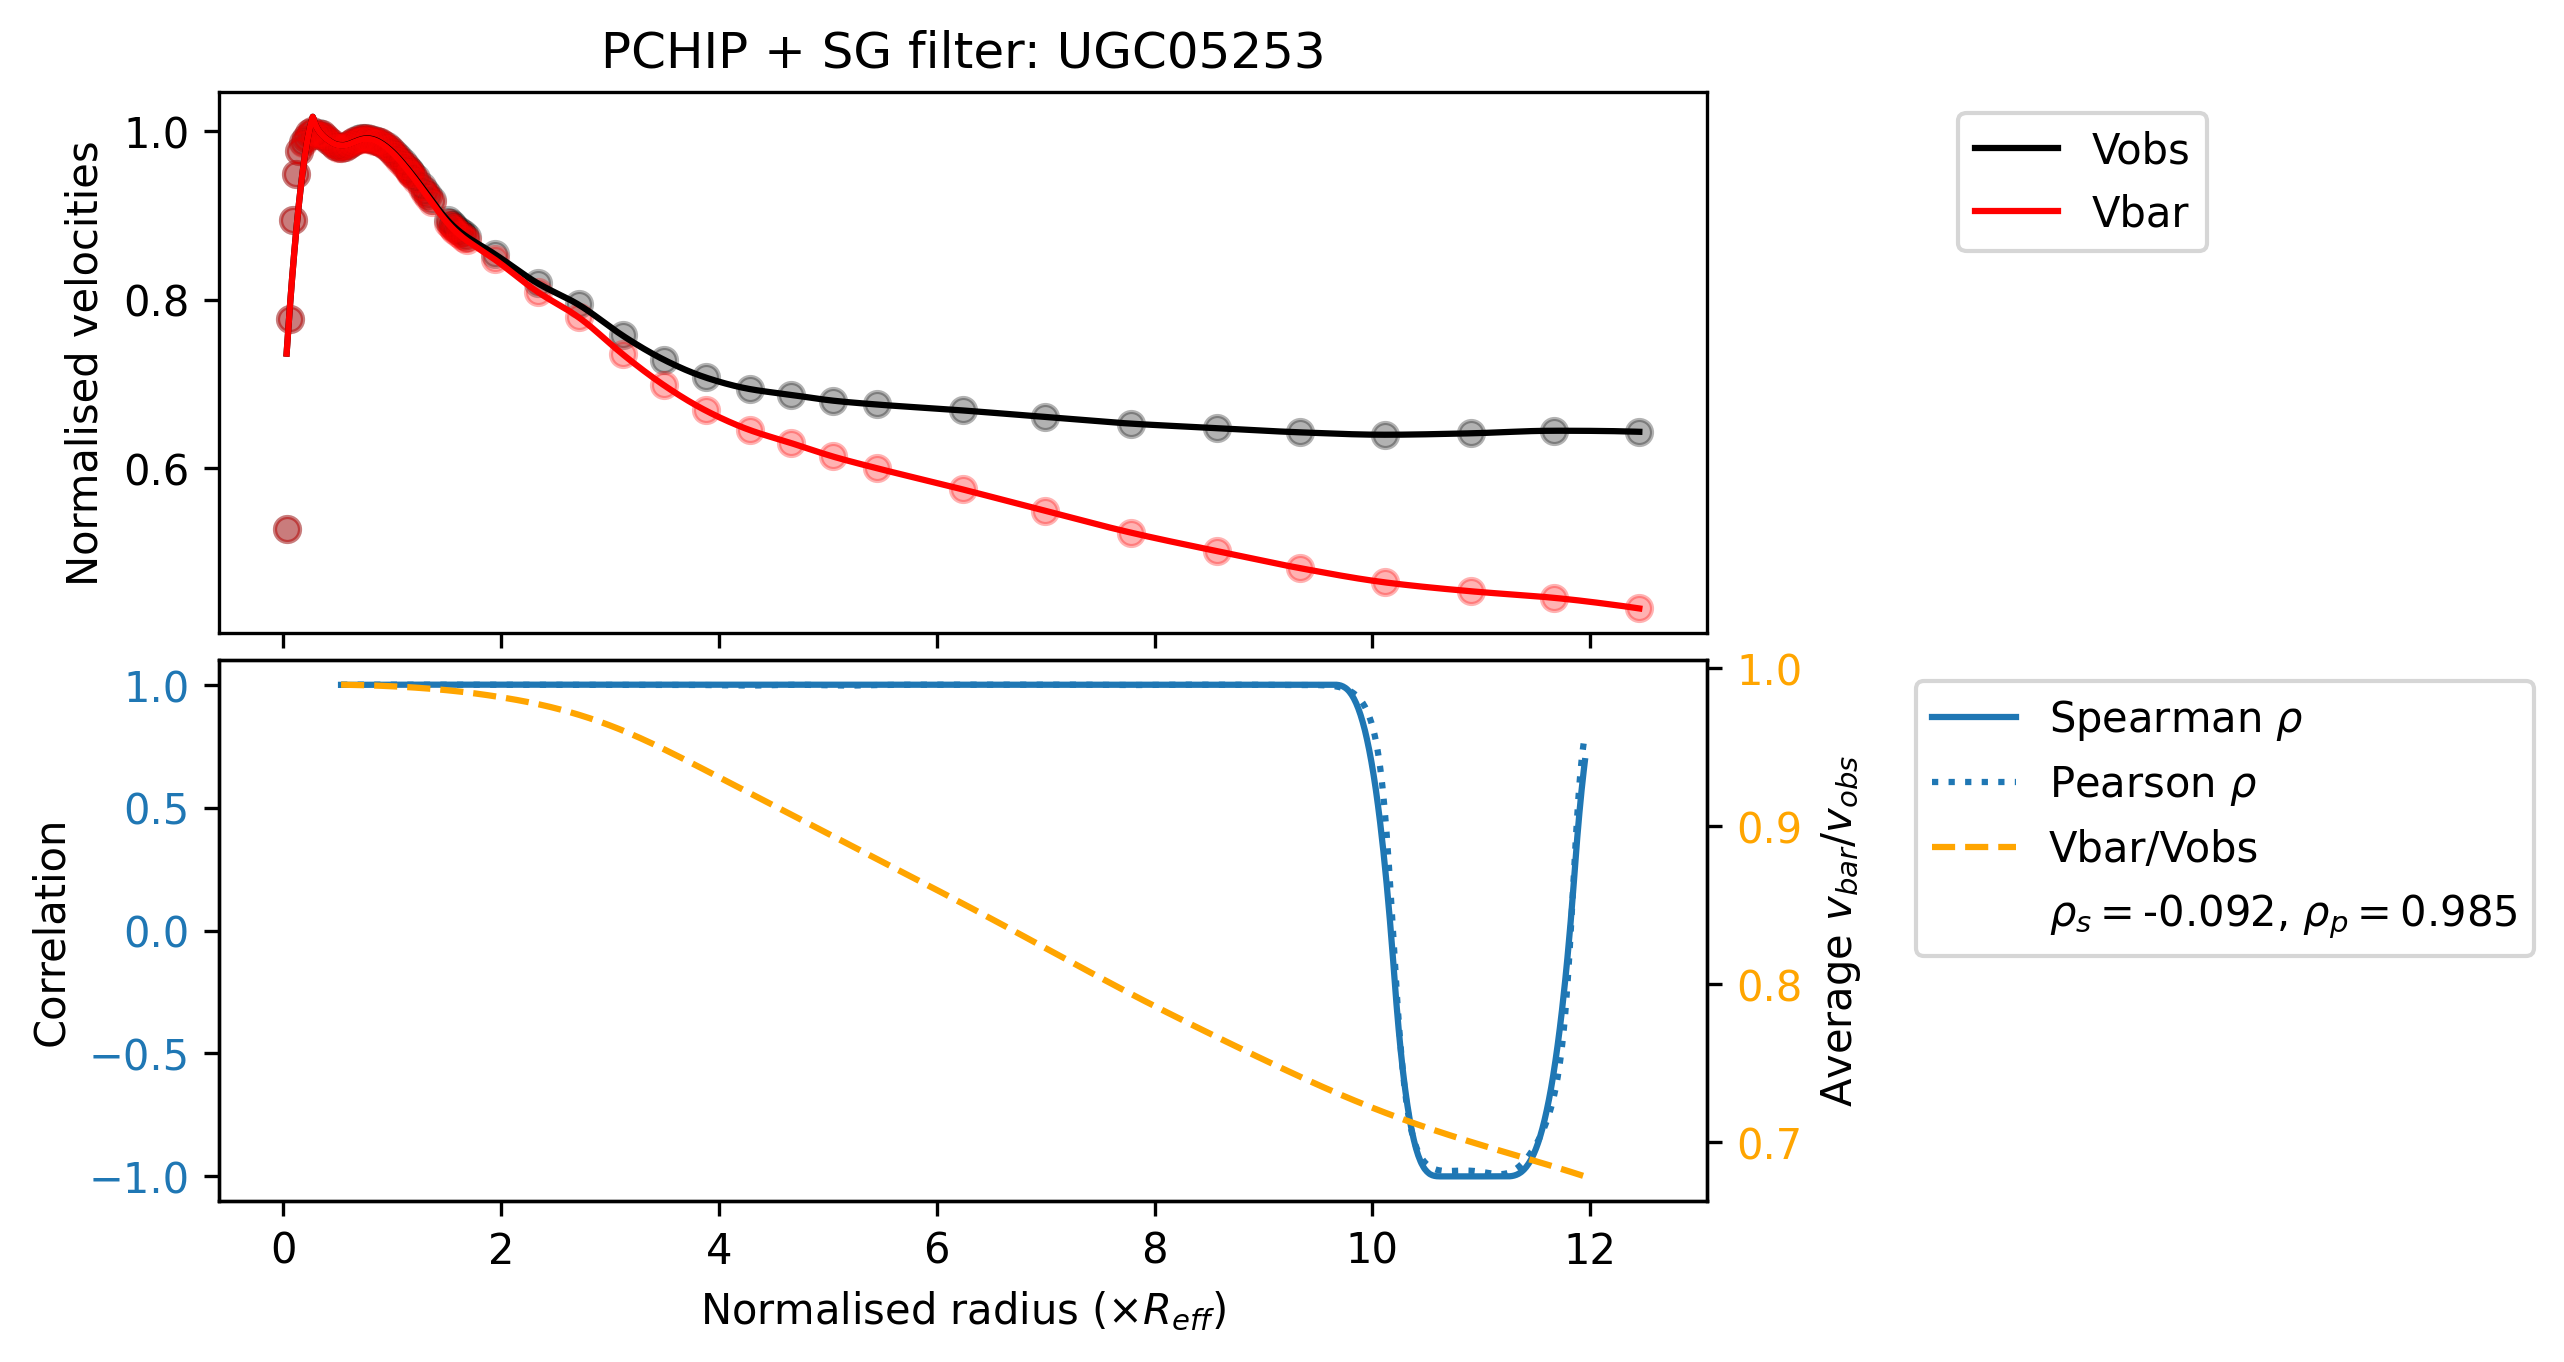 PCHIP + SG filter: UGC05253
Normalised velocities
1.0
0.8
0.6
Vobs
Vbar
Correlation
1.0
0.5
0.0
−0.5
−1.0
0 2 4 6 8 10 12
Normalised radius (×R_eff)
1.0
0.9
0.8
0.7
Average v_bar/v_obs
Spearman ρ
Pearson ρ
Vbar/Vobs
ρ_s = -0.092, ρ_p = 0.985